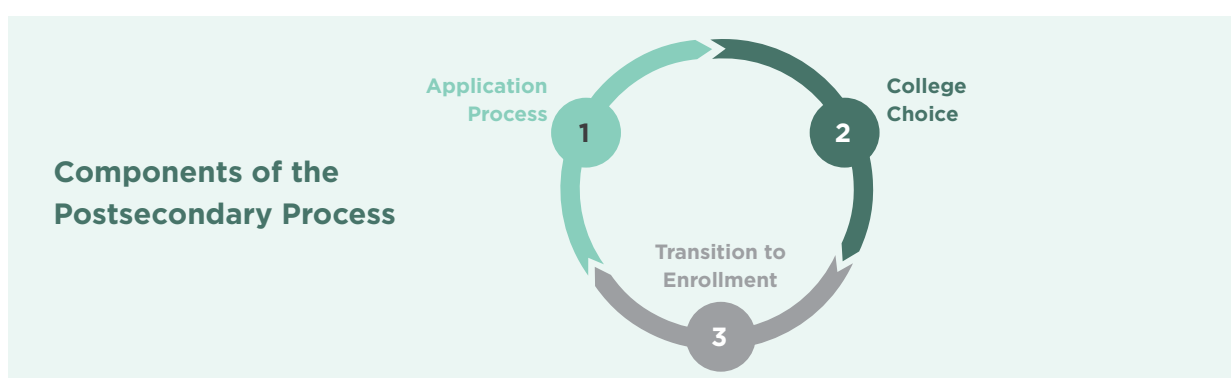 Components of the
Postsecondary Process
Application
Process
1
College
Choice
2
Transition to
Enrollment
3